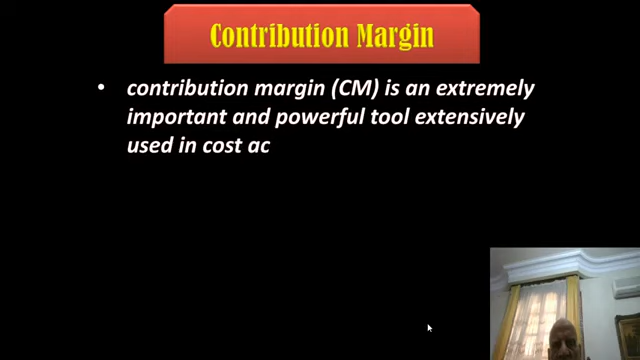 Contribution Margin
• contribution margin (CM) is an extremely
important and powerful tool extensively
used in cost ac